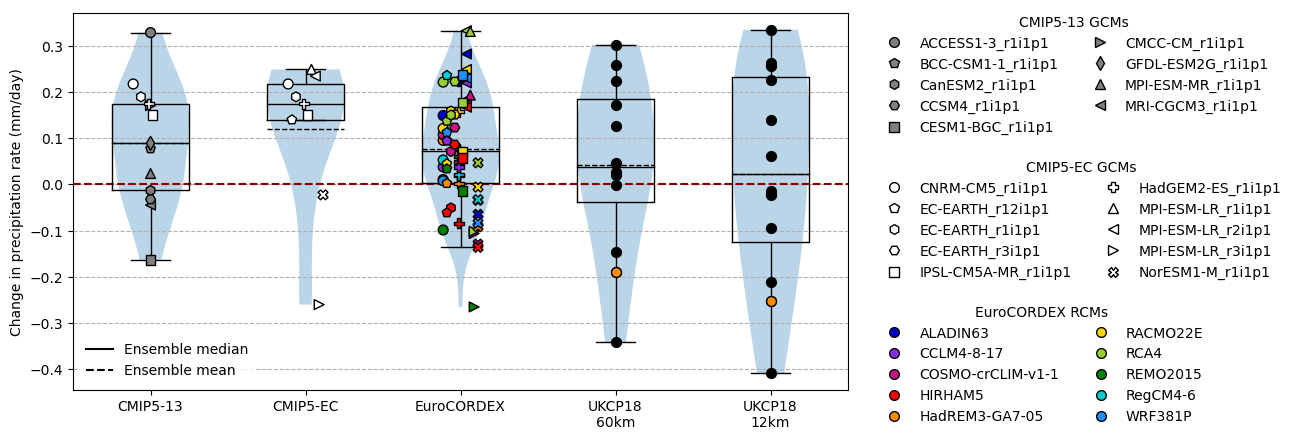 Change in precipitation rate (mm/day)
0.3
0.2
0.1
0.0
−0.1
−0.2
−0.3
−0.4
Ensemble median
Ensemble mean
CMIP5-13
CMIP5-EC
EuroCORDEX
UKCP18
60km
UKCP18
12km
CMIP5-13 GCMs
ACCESS1-3_r1i1p1
BCC-CSM1-1_r1i1p1
CanESM2_r1i1p1
CCSM4_r1i1p1
CESM1-BGC_r1i1p1
CMCC-CM_r1i1p1
GFDL-ESM2G_r1i1p1
MPI-ESM-MR_r1i1p1
MRI-CGCM3_r1i1p1
CMIP5-EC GCMs
CNRM-CM5_r1i1p1
EC-EARTH_r12i1p1
EC-EARTH_r1i1p1
EC-EARTH_r3i1p1
IPSL-CM5A-MR_r1i1p1
HadGEM2-ES_r1i1p1
MPI-ESM-LR_r1i1p1
MPI-ESM-LR_r2i1p1
MPI-ESM-LR_r3i1p1
NorESM1-M_r1i1p1
EuroCORDEX RCMs
ALADIN63
CCLM4-8-17
COSMO-crCLIM-v1-1
HIRHAM5
HadREM3-GA7-05
RACMO22E
RCA4
REMO2015
RegCM4-6
WRF381P